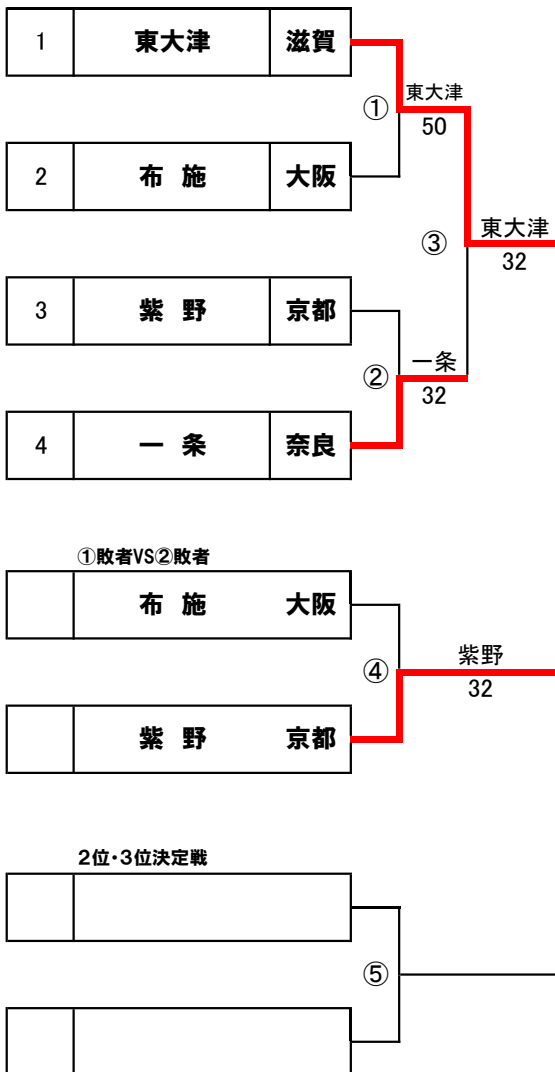 1 東大津 滋賀
① 東大津
50
2 布 施 大阪
③ 東大津
32
3 紫 野 京都
② 一条
32
4 一 条 奈良
①敗者VS②敗者
布 施 大阪
④ 紫野
32
紫 野 京都
2位・3位決定戦
⑤